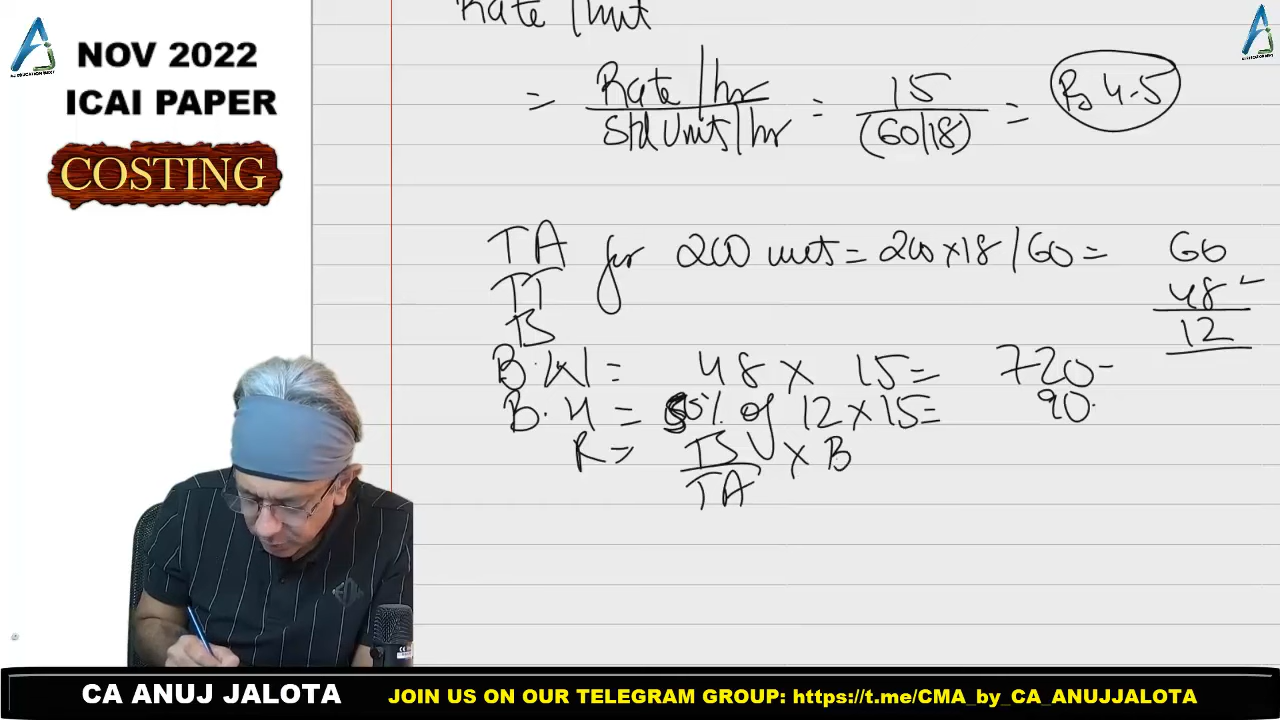 NOV 2022
ICAI PAPER
COSTING
Rate / Unit
= Rate / hr / Std Units / hr = 15 / (60/18) = Rs 4.5
TA for 200 units = 200 x 18 / 60 = 60
TT 48
TS 12
B.W = 48 x 15 = 720
B.H = 50% of 12 x 15 = 90
R = TS / TA x B
CA ANUJ JALOTA
JOIN US ON OUR TELEGRAM GROUP: https://t.me/CMA_by_CA_ANUJJALOTA